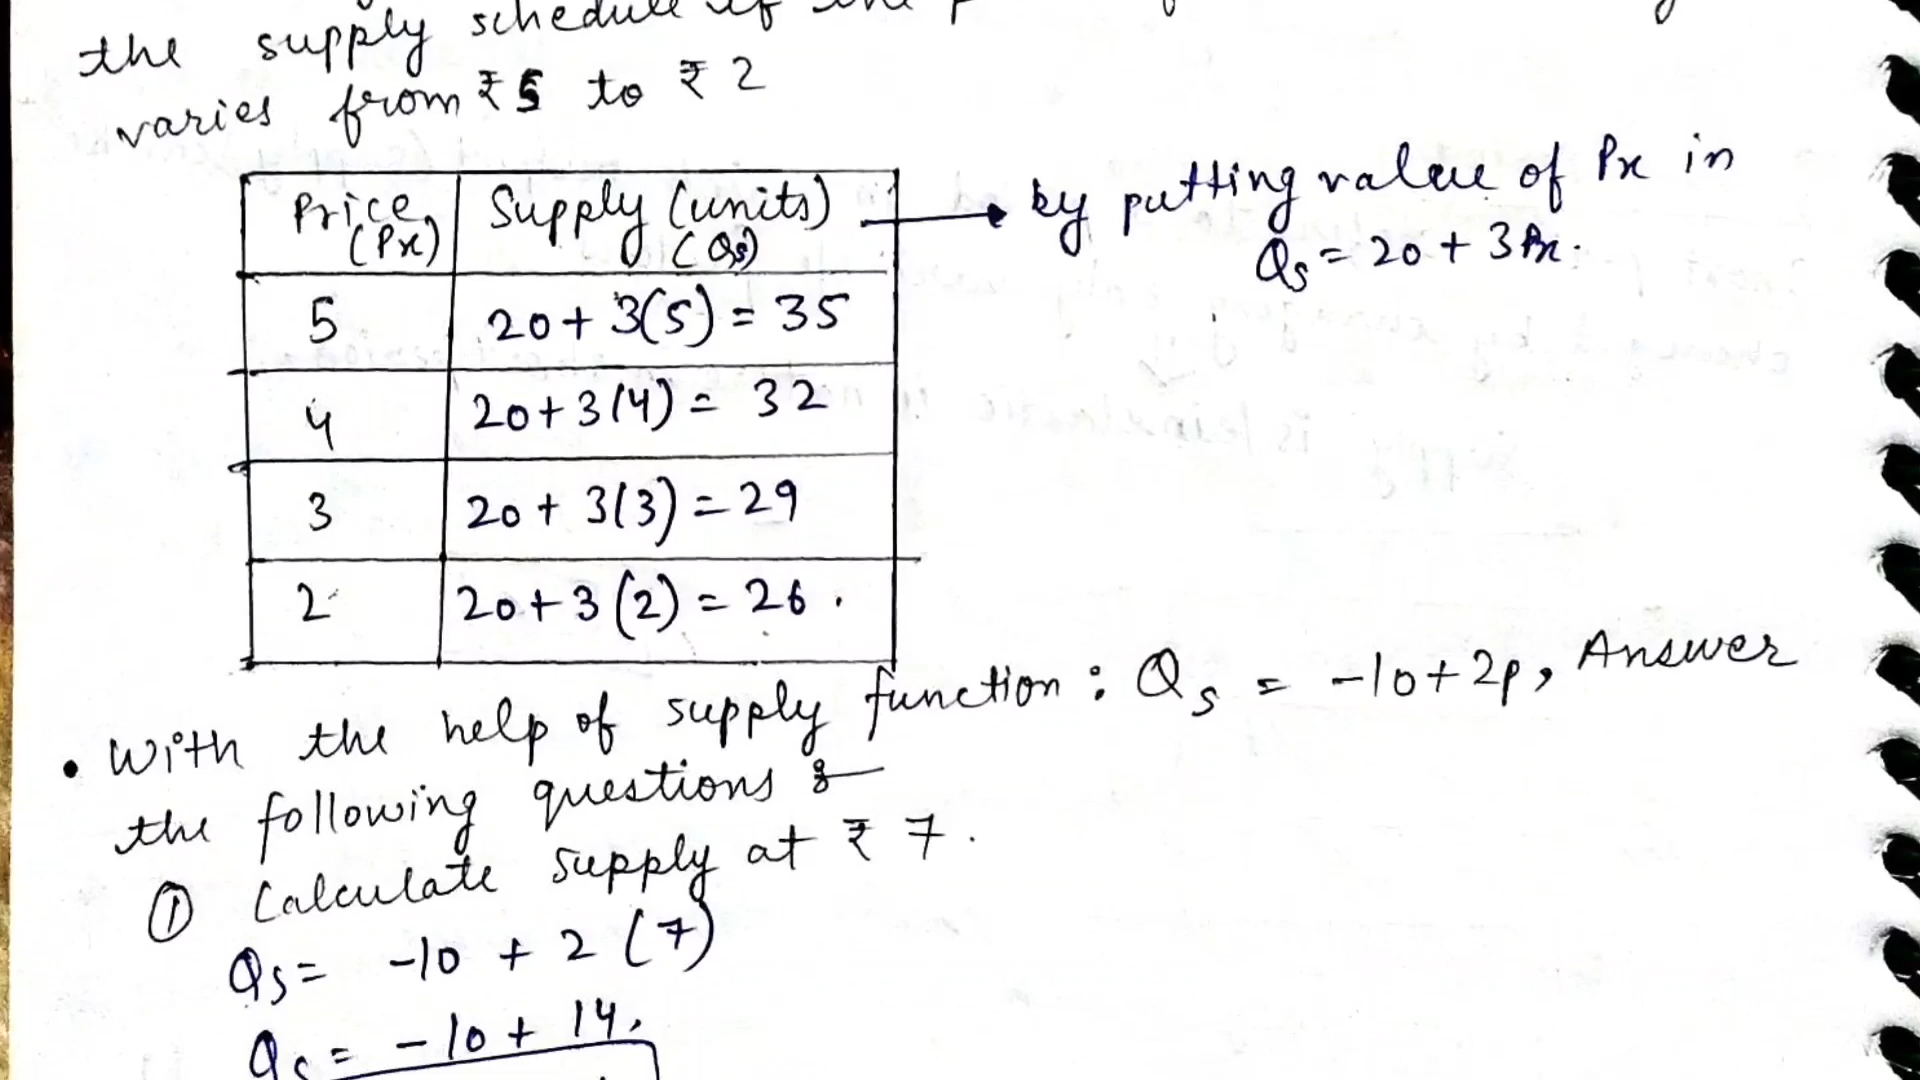 the supply schedule if the
varies from ₹5 to ₹2
Price (Px) Supply (units) (Qs) → by putting value of Px in
Qs = 20 + 3Px.
5 20 + 3(5) = 35
4 20 + 3(4) = 32
3 20 + 3(3) = 29
2 20 + 3(2) = 26.
• With the help of supply function : Qs = -10 + 2P, Answer
the following questions :-
① Calculate supply at ₹ 7.
Qs = -10 + 2 (7)
Qs = -10 + 14.